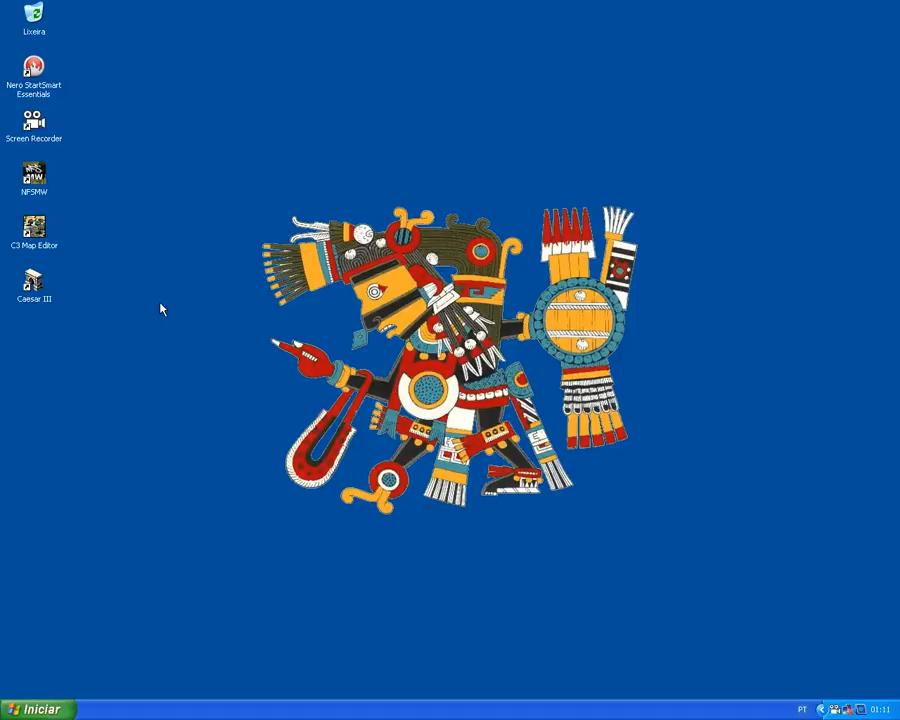 Lixeira
Nero StartSmart
Essentials
Screen Recorder
NFSMW
C3 Map Editor
Caesar III
Iniciar
PT
01:11